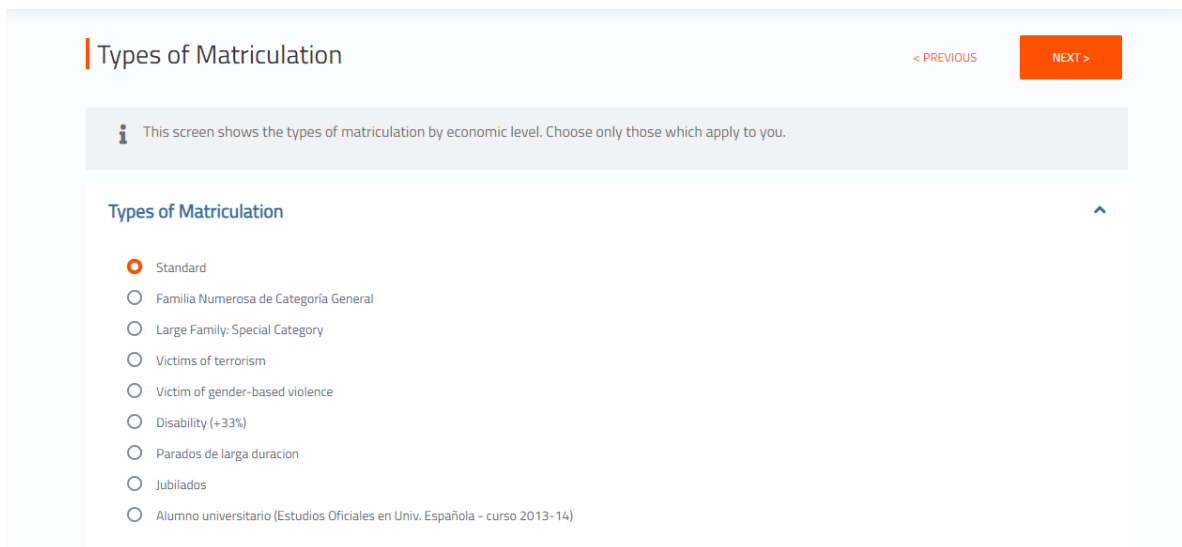 Types of Matriculation
< PREVIOUS
NEXT >
This screen shows the types of matriculation by economic level. Choose only those which apply to you.
Types of Matriculation
Standard
Familia Numerosa de Categoría General
Large Family: Special Category
Victims of terrorism
Victim of gender-based violence
Disability (+33%)
Parados de larga duracion
Jubilados
Alumno universitario (Estudios Oficiales en Univ. Española - curso 2013-14)